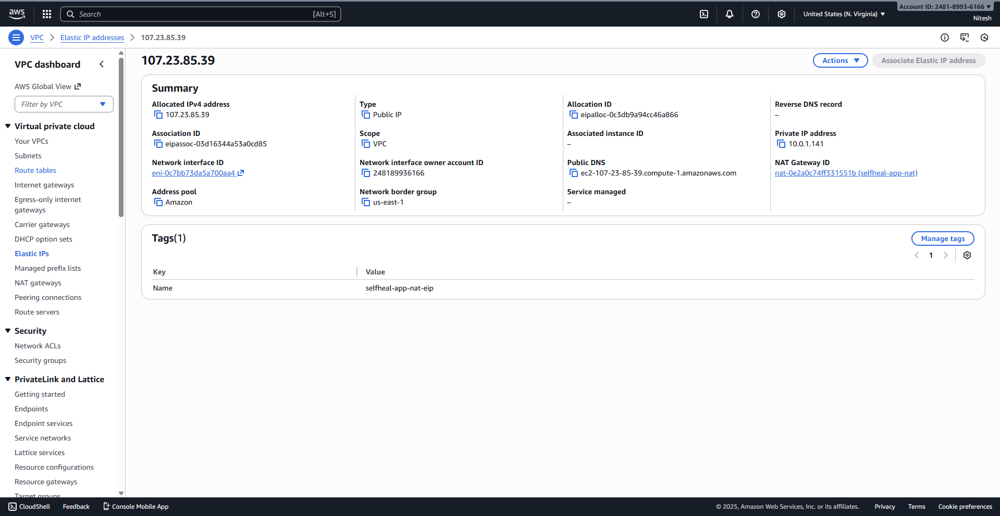 aws
Search [Alt+S]
United States (N. Virginia)
Account ID: 2481-8993-6166
Nitesh
VPC
Elastic IP addresses
107.23.85.39
VPC dashboard
AWS Global View
Filter by VPC
Virtual private cloud
Your VPCs
Subnets
Route tables
Internet gateways
Egress-only internet
gateways
Carrier gateways
DHCP option sets
Elastic IPs
Managed prefix lists
NAT gateways
Peering connections
Route servers
Security
Network ACLs
Security groups
PrivateLink and Lattice
Getting started
Endpoints
Endpoint services
Service networks
Lattice services
Resource configurations
Resource gateways
Target groups
107.23.85.39
Actions
Associate Elastic IP address
Summary
Allocated IPv4 address
107.23.85.39
Type
Public IP
Allocation ID
eipalloc-0c3db9a94cc46a866
Reverse DNS record
–
Association ID
eipassoc-03d16344a53a0cd85
Scope
VPC
Associated instance ID
–
Private IP address
10.0.1.141
Network interface ID
eni-0c7bb73da5a700aa4
Network interface owner account ID
248189936166
Public DNS
ec2-107-23-85-39.compute-1.amazonaws.com
NAT Gateway ID
nat-0e2a0c74ff331551b (selfheal-app-nat)
Address pool
Amazon
Network border group
us-east-1
Service managed
–
Tags(1)
Manage tags
1
Key Value
Name selfheal-app-nat-eip
CloudShell
Feedback
Console Mobile App
© 2025, Amazon Web Services, Inc. or its affiliates.
Privacy
Terms
Cookie preferences